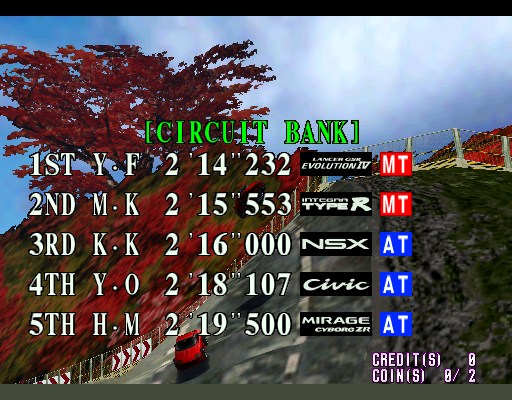 [CIRCUIT BANK]
1ST Y·F 2'14"232 LANCER GSR EVOLUTION IV MT
2ND M·K 2'15"553 INTEGRA TYPE R MT
3RD K·K 2'16"000 NSX AT
4TH Y·O 2'18"107 Civic AT
5TH H·M 2'19"500 MIRAGE CYBORG ZR AT
CREDIT(S) 0
COIN(S) 0/ 2